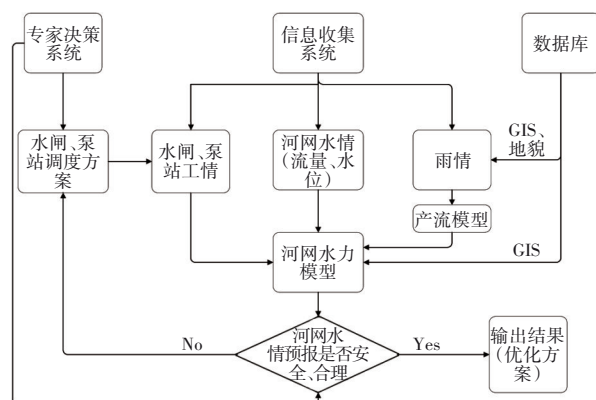 专家决策
系统
信息收集
系统
数据库
水闸、泵
站调度方
案
水闸、泵
站工情
河网水情
(流量、水
位)
雨情
GIS、
地貌
产流模型
河网水力
模型
GIS
河网水
情预报是否安
全、合理
No
Yes
输出结果
(优化方
案)